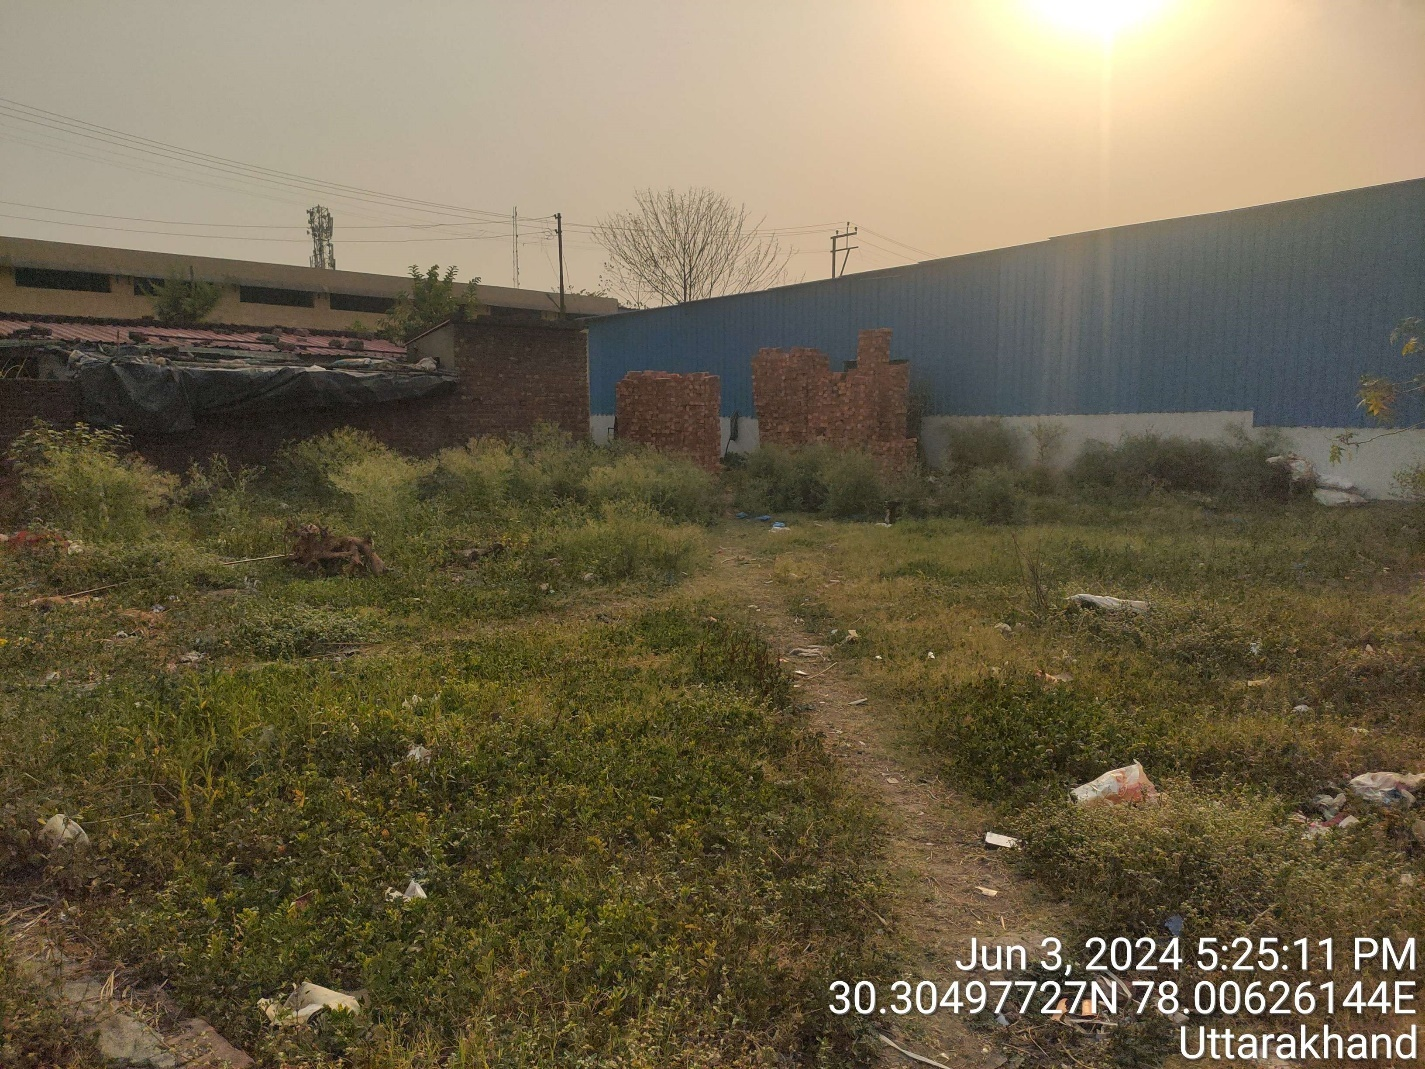 Jun 3, 2024 5:25:11 PM
30.30497727N 78.00626144E
Uttarakhand